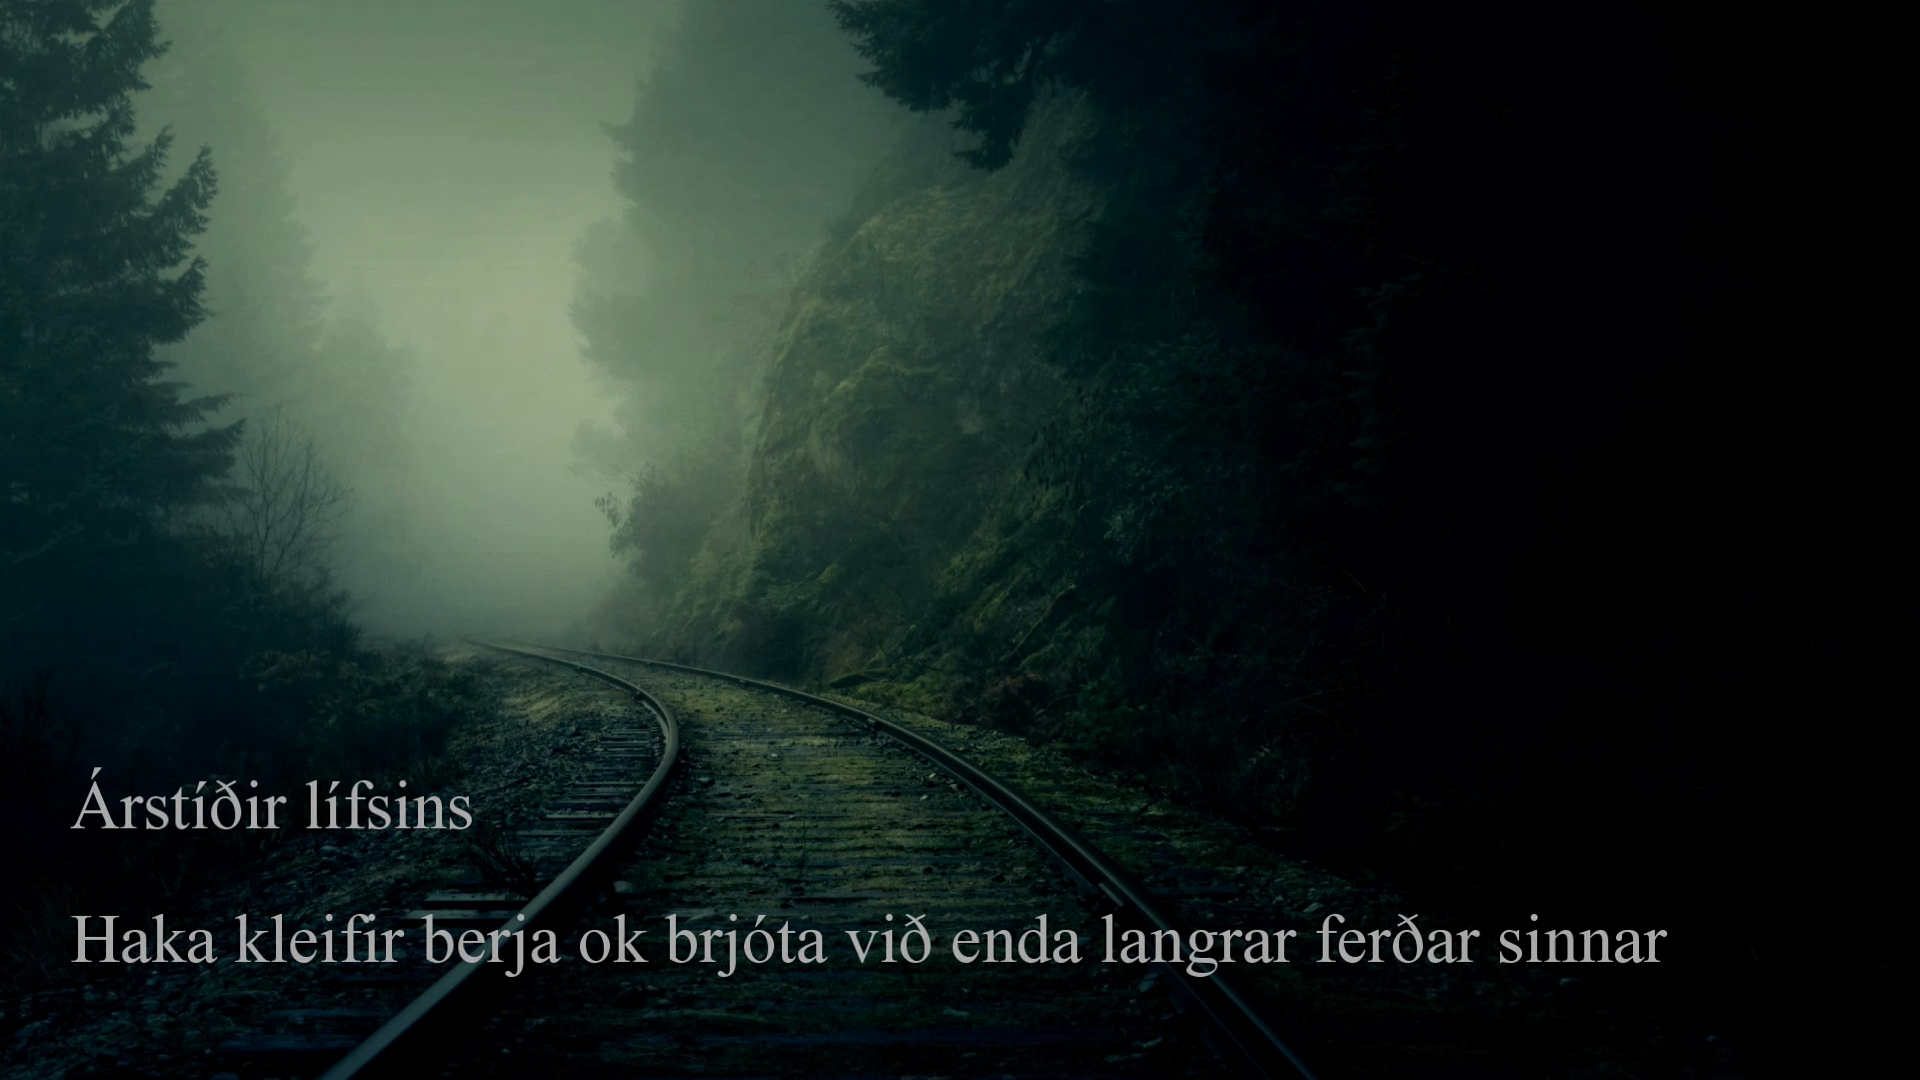 Árstíðir lífsins
Haka kleifir berja ok brjóta við enda langrar ferðar sinnar